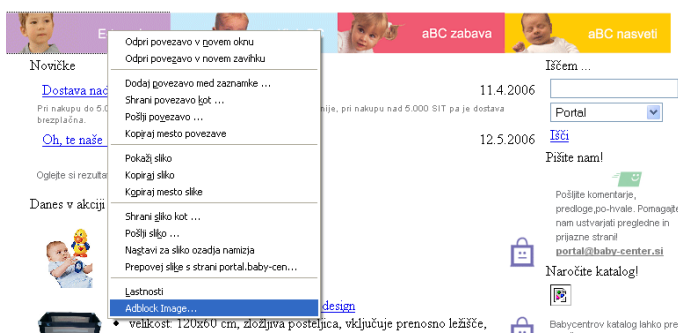 E
aBC zabava
aBC nasveti
Novičke
Dostava nad
11.4.2006
Pri nakupu do 5.0
nije, pri nakupu nad 5.000 SIT pa je dostava
brezplačna.
Oh, te naše
12.5.2006
Oglejte si rezulta
Danes v akciji
Odpri povezavo v novem oknu
Odpri povezavo v novem zavihku
Dodaj povezavo med zaznamke ...
Shrani povezavo kot ...
Pošlji povezavo ...
Kopiraj mesto povezave
Pokaži sliko
Kopiraj sliko
Kopiraj mesto slike
Shrani sliko kot ...
Pošlji sliko ...
Nastavi za sliko ozadja namizja
Prepovej slike s strani portal.baby-cen...
Lastnosti
Adblock Image...
design
• velikost: 120x60 cm, zložljiva posteljica, vključuje prenosno ležišče,
Iščem ...
Portal
Išči
Pišite nam!
Pošljite komentarje,
predloge,po-hvale. Pomagajte
nam ustvarjati pregledne in
prijazne strani!
portal@baby-center.si
Naročite katalog!
Babycentrov katalog lahko pre